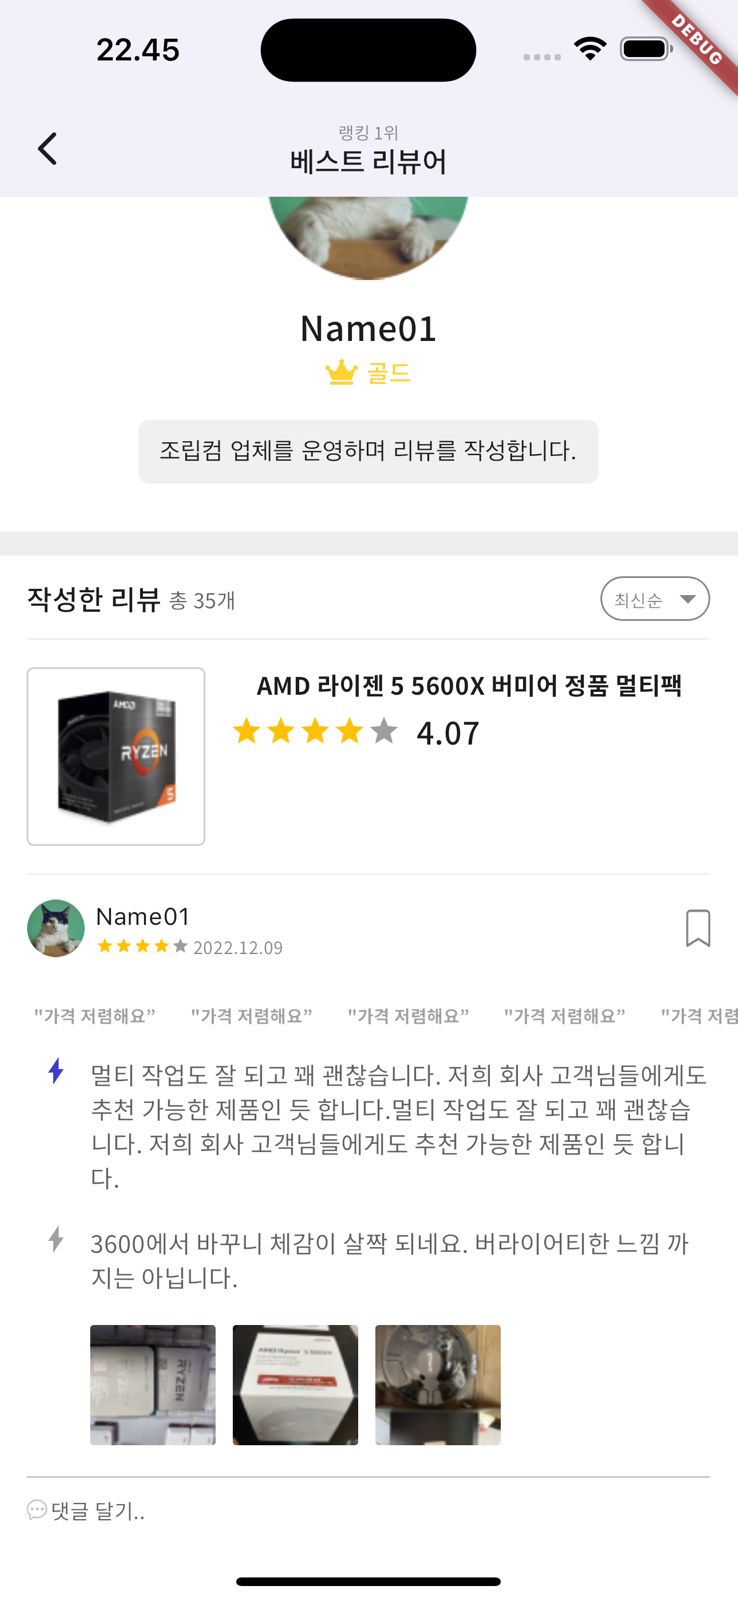 22.45
DEBUG
랭킹 1위
베스트 리뷰어
Name01
골드
조립컴 업체를 운영하며 리뷰를 작성합니다.
작성한 리뷰 총 35개
최신순
AMD
RYZEN
5
AMD 라이젠 5 5600X 버미어 정품 멀티팩
4.07
Name01
2022.12.09
"가격 저렴해요” "가격 저렴해요” "가격 저렴해요” "가격 저렴해요” "가격 저렴
멀티 작업도 잘 되고 꽤 괜찮습니다. 저희 회사 고객님들에게도
추천 가능한 제품인 듯 합니다.멀티 작업도 잘 되고 꽤 괜찮습
니다. 저희 회사 고객님들에게도 추천 가능한 제품인 듯 합니
다.
3600에서 바꾸니 체감이 살짝 되네요. 버라이어티한 느낌 까
지는 아닙니다.
RYZEN
AMD Ryzen 5 5600X
댓글 달기..